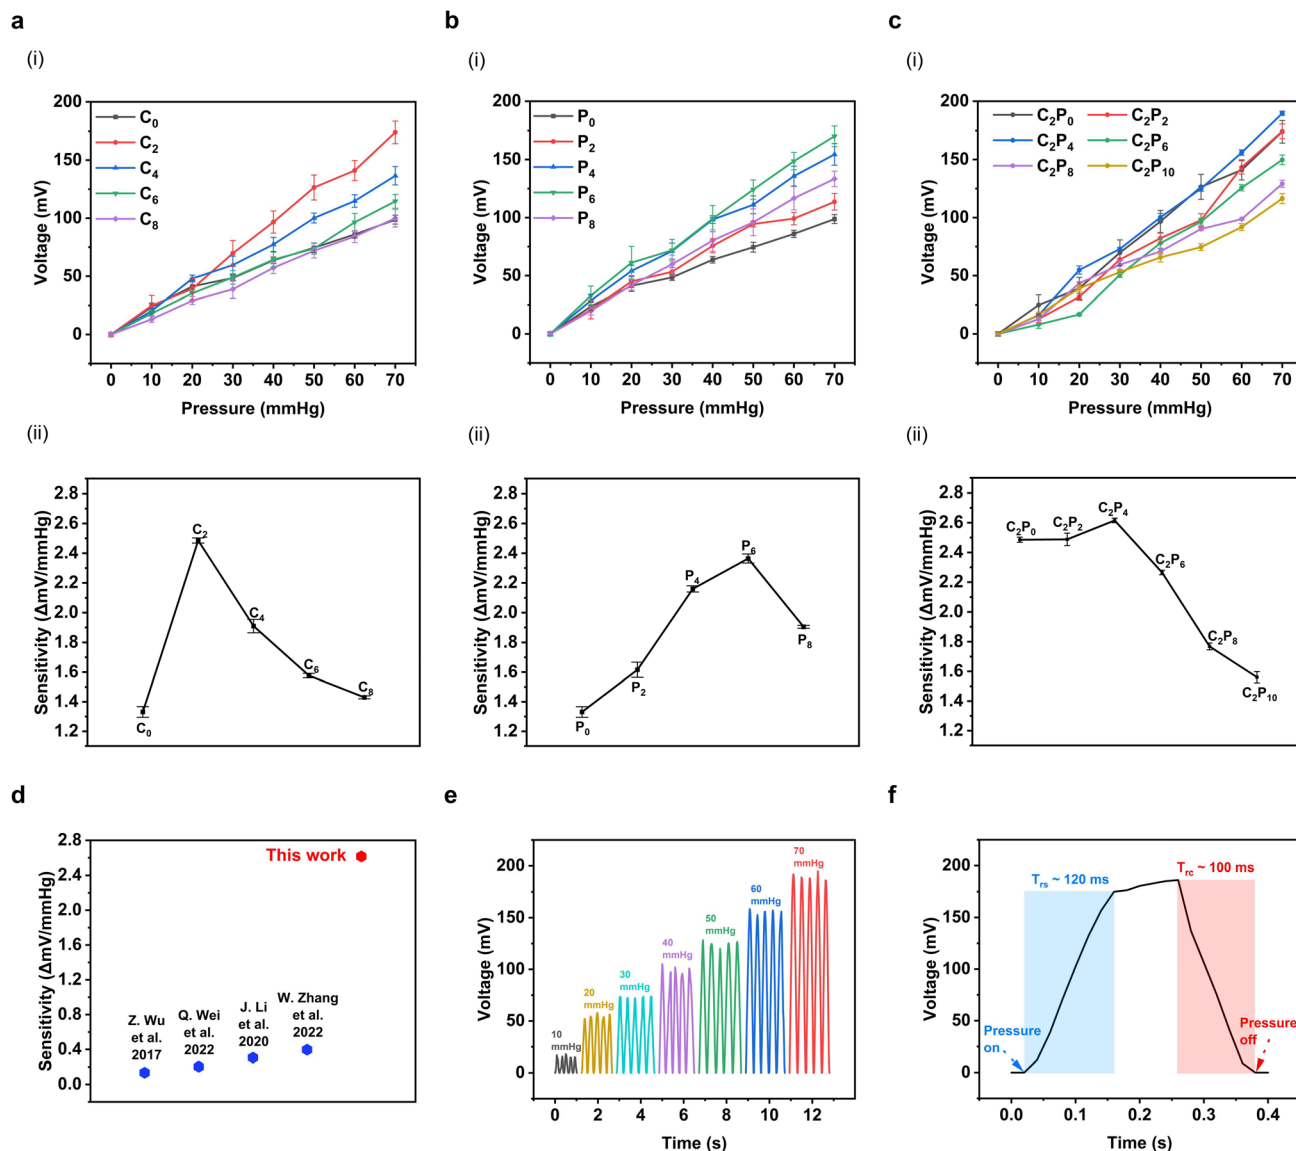 a
(i)
200
150
100
50
0
Voltage (mV)
C₀
C₂
C₄
C₆
C₈
0 10 20 30 40 50 60 70
Pressure (mmHg)
b
(i)
200
150
100
50
0
Voltage (mV)
P₀
P₂
P₄
P₆
P₈
0 10 20 30 40 50 60 70
Pressure (mmHg)
c
(i)
200
150
100
50
0
Voltage (mV)
C₂P₀ C₂P₂
C₂P₄ C₂P₆
C₂P₈ C₂P₁₀
0 10 20 30 40 50 60 70
Pressure (mmHg)
(ii)
2.8
2.6
2.4
2.2
2.0
1.8
1.6
1.4
1.2
Sensitivity (ΔmV/mmHg)
C₀
C₂
C₄
C₆
C₈
(ii)
2.8
2.6
2.4
2.2
2.0
1.8
1.6
1.4
1.2
Sensitivity (ΔmV/mmHg)
P₀
P₂
P₄
P₆
P₈
(ii)
2.8
2.6
2.4
2.2
2.0
1.8
1.6
1.4
1.2
Sensitivity (ΔmV/mmHg)
C₂P₀
C₂P₂
C₂P₄
C₂P₆
C₂P₈
C₂P₁₀
d
2.8
2.4
2.0
1.6
1.2
0.8
0.4
0.0
Sensitivity (ΔmV/mmHg)
This work
Z. Wu
et al.
2017
Q. Wei
et al.
2022
J. Li
et al.
2020
W. Zhang
et al.
2022
e
200
150
100
50
0
Voltage (mV)
10
mmHg
20
mmHg
30
mmHg
40
mmHg
50
mmHg
60
mmHg
70
mmHg
0 2 4 6 8 10 12
Time (s)
f
200
150
100
50
0
Voltage (mV)
Tᵣₛ ~ 120 ms
T꜀ᵣ ~ 100 ms
Pressure
on
Pressure
off
0.0 0.1 0.2 0.3 0.4
Time (s)